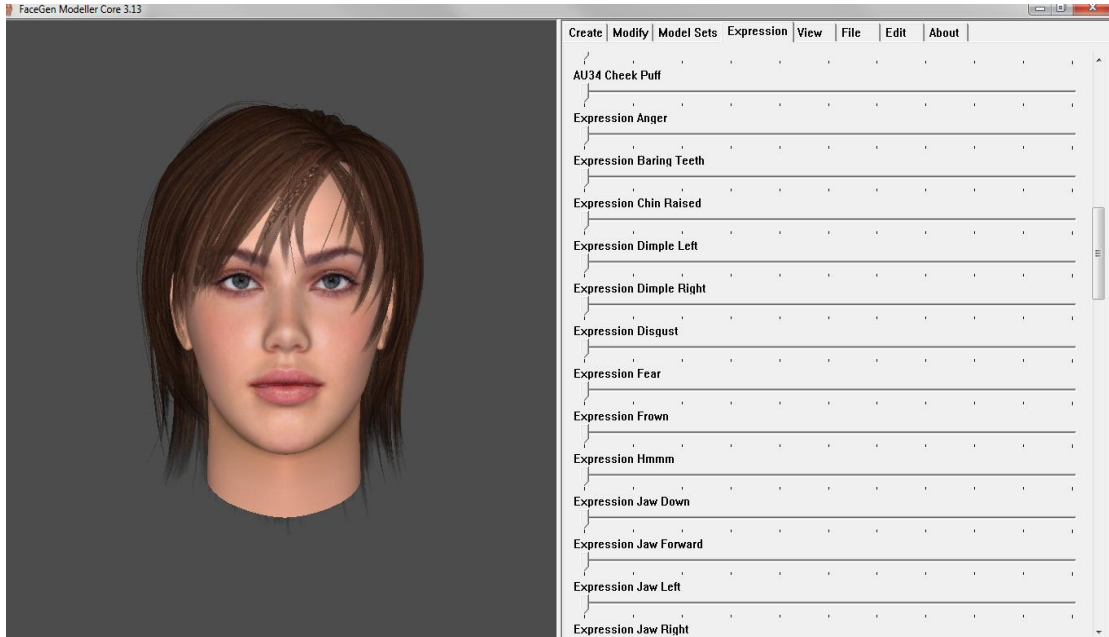 FaceGen Modeller Core 3.13
Create Modify Model Sets Expression View File Edit About
AU34 Cheek Puff
Expression Anger
Expression Baring Teeth
Expression Chin Raised
Expression Dimple Left
Expression Dimple Right
Expression Disgust
Expression Fear
Expression Frown
Expression Hmmm
Expression Jaw Down
Expression Jaw Forward
Expression Jaw Left
Expression Jaw Right